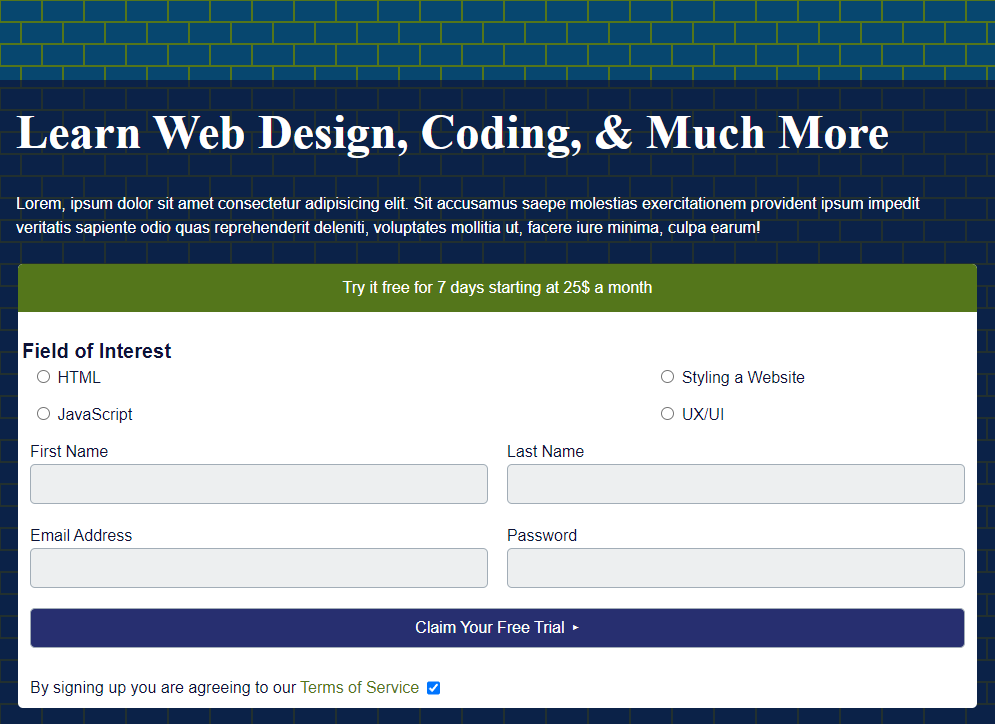 Learn Web Design, Coding, & Much More
Lorem, ipsum dolor sit amet consectetur adipisicing elit. Sit accusamus saepe molestias exercitationem provident ipsum impedit
veritatis sapiente odio quas reprehenderit deleniti, voluptates mollitia ut, facere iure minima, culpa earum!
Try it free for 7 days starting at 25$ a month
Field of Interest
HTML
Styling a Website
JavaScript
UX/UI
First Name
Last Name
Email Address
Password
Claim Your Free Trial ▸
By signing up you are agreeing to our Terms of Service